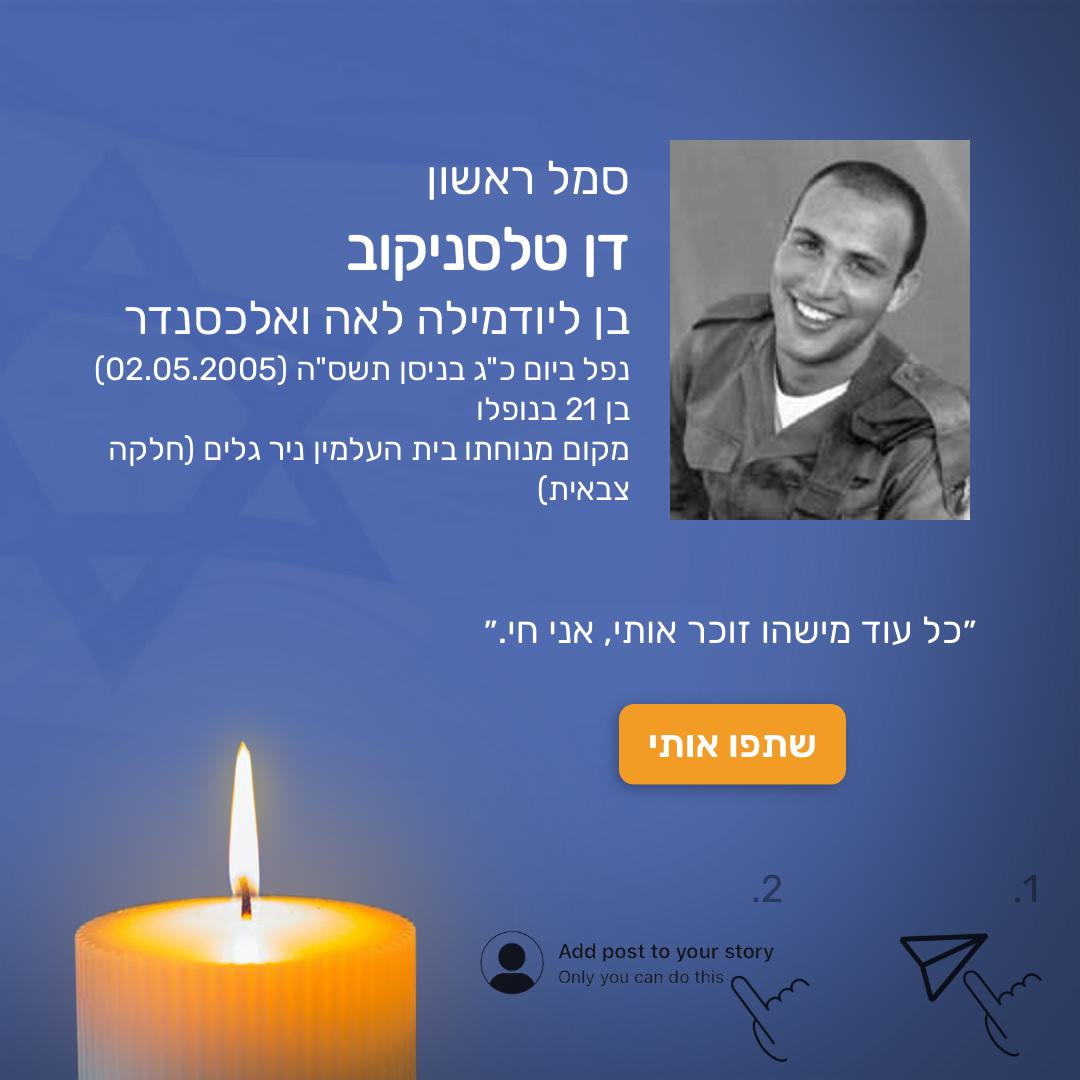 סמל ראשון
דן טלסניקוב
בן ליודמילה לאה ואלכסנדר
נפל ביום כ"ג בניסן תשס"ה (02.05.2005)
בן 21 בנופלו
מקום מנוחתו בית העלמין ניר גלים (חלקה
צבאית)
״כל עוד מישהו זוכר אותי, אני חי.״
שתפו אותי
1.
2.
Add post to your story
Only you can do this